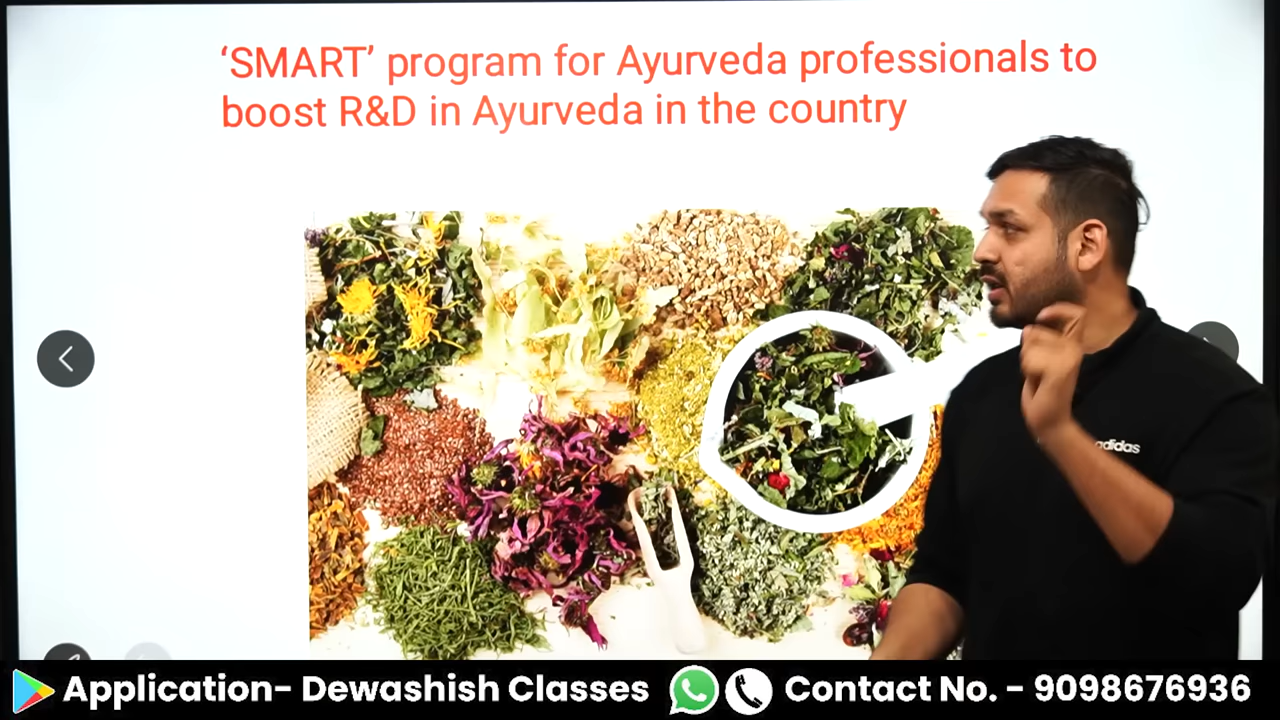 ‘SMART’ program for Ayurveda professionals to
boost R&D in Ayurveda in the country
adidas
Application- Dewashish Classes
Contact No. - 9098676936